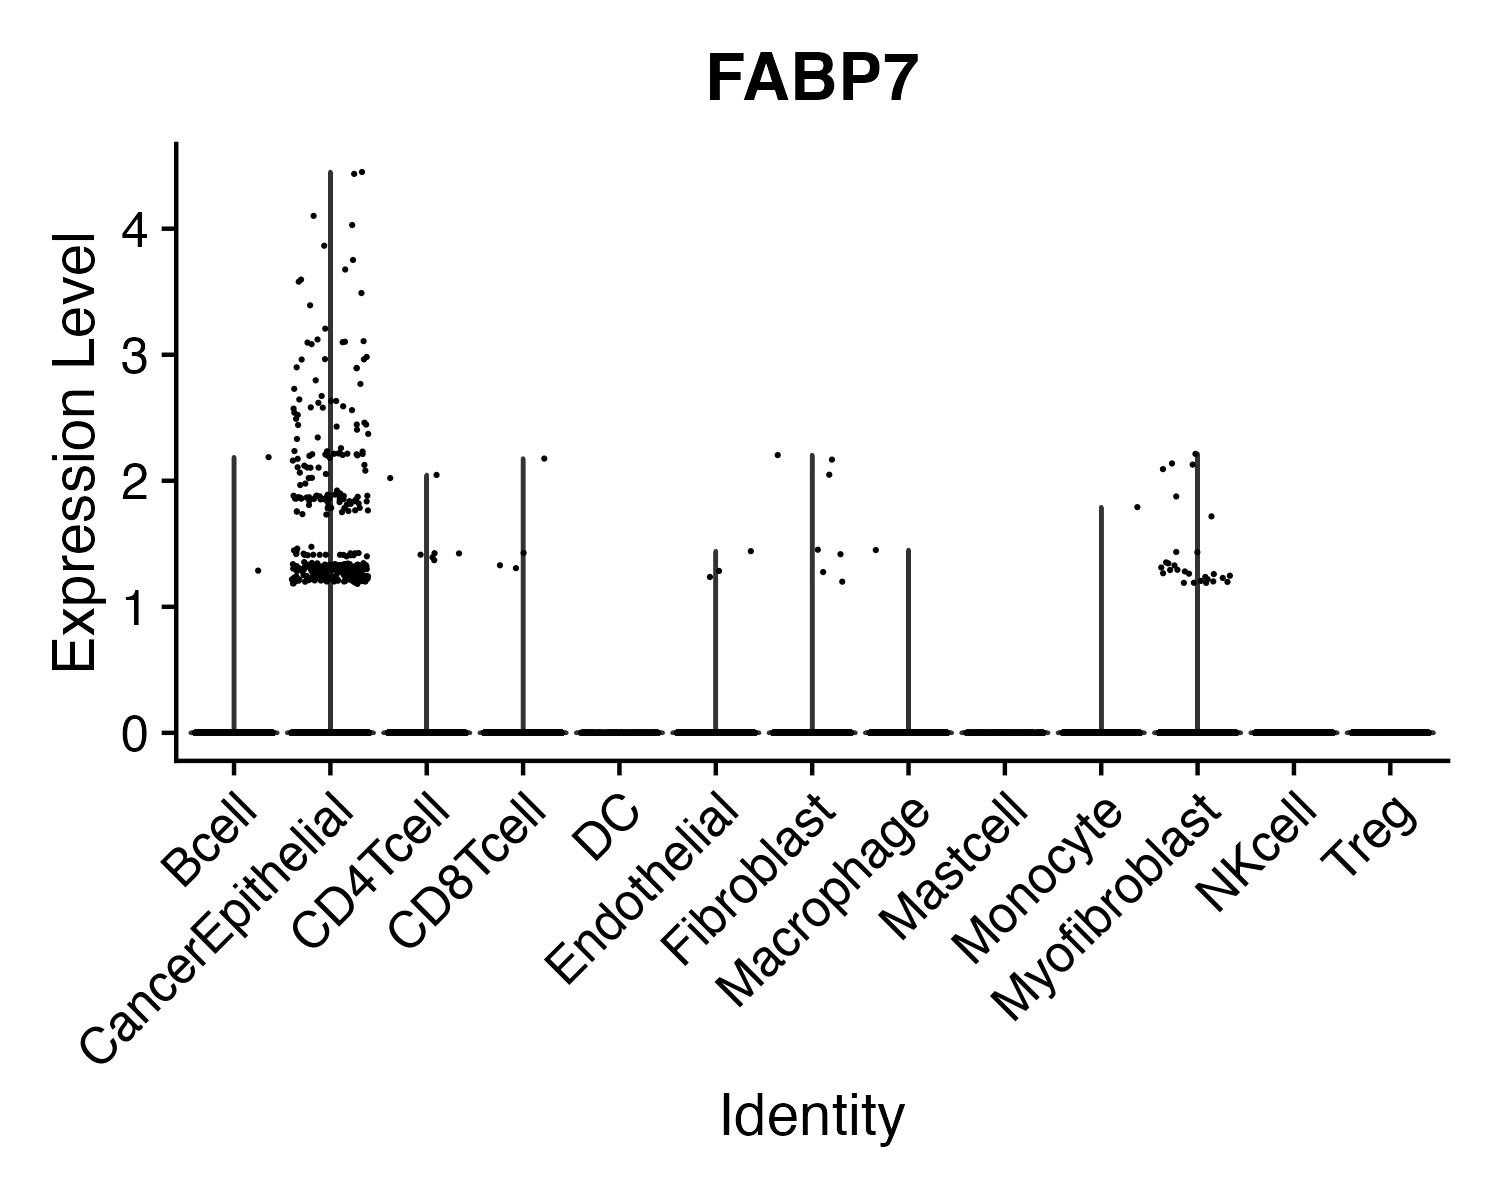 FABP7
Expression Level
4
3
2
1
0
Bcell
CancerEpithelial
CD4Tcell
CD8Tcell
DC
Endothelial
Fibroblast
Macrophage
Mastcell
Monocyte
Myofibroblast
NKcell
Treg
Identity